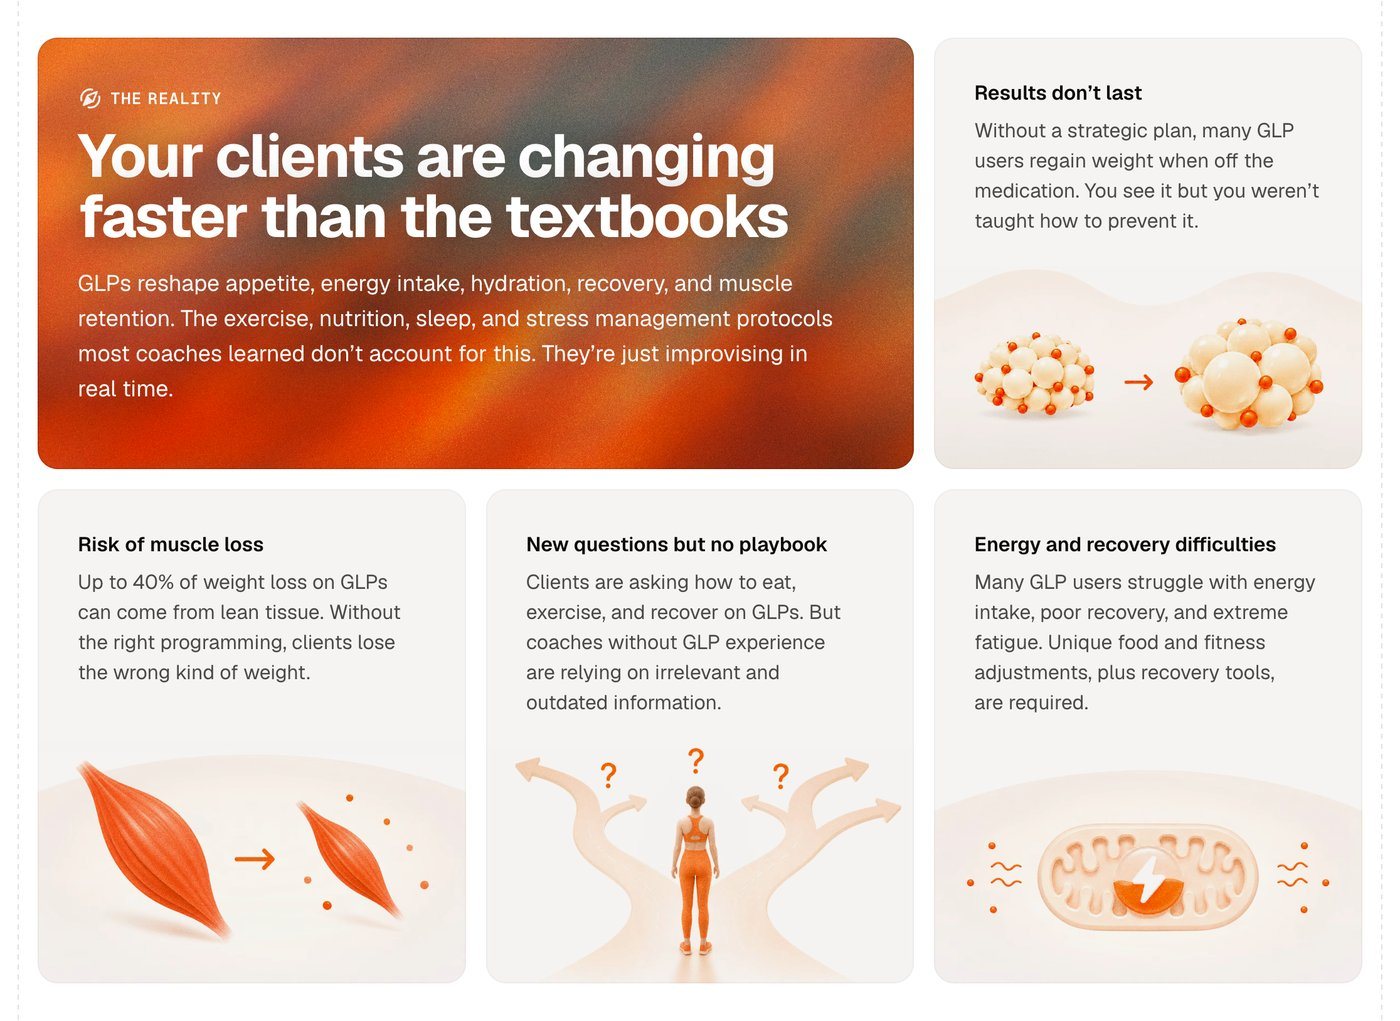 THE REALITY
Your clients are changing
faster than the textbooks
GLPs reshape appetite, energy intake, hydration, recovery, and muscle
retention. The exercise, nutrition, sleep, and stress management protocols
most coaches learned don’t account for this. They’re just improvising in
real time.
Results don’t last
Without a strategic plan, many GLP
users regain weight when off the
medication. You see it but you weren’t
taught how to prevent it.
Risk of muscle loss
Up to 40% of weight loss on GLPs
can come from lean tissue. Without
the right programming, clients lose
the wrong kind of weight.
New questions but no playbook
Clients are asking how to eat,
exercise, and recover on GLPs. But
coaches without GLP experience
are relying on irrelevant and
outdated information.
? ? ?
Energy and recovery difficulties
Many GLP users struggle with energy
intake, poor recovery, and extreme
fatigue. Unique food and fitness
adjustments, plus recovery tools,
are required.